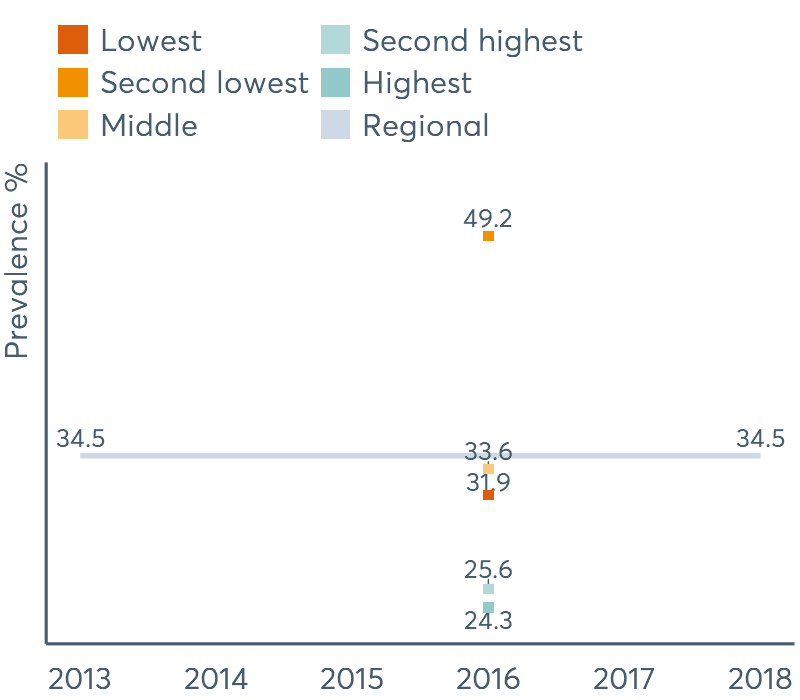 Lowest
Second lowest
Middle
Second highest
Highest
Regional
Prevalence %
49.2
34.5
34.5
33.6
31.9
25.6
24.3
2013 2014 2015 2016 2017 2018